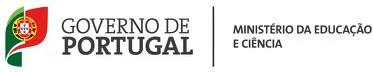 GOVERNO DE
PORTUGAL
MINISTÉRIO DA EDUCAÇÃO
E CIÊNCIA